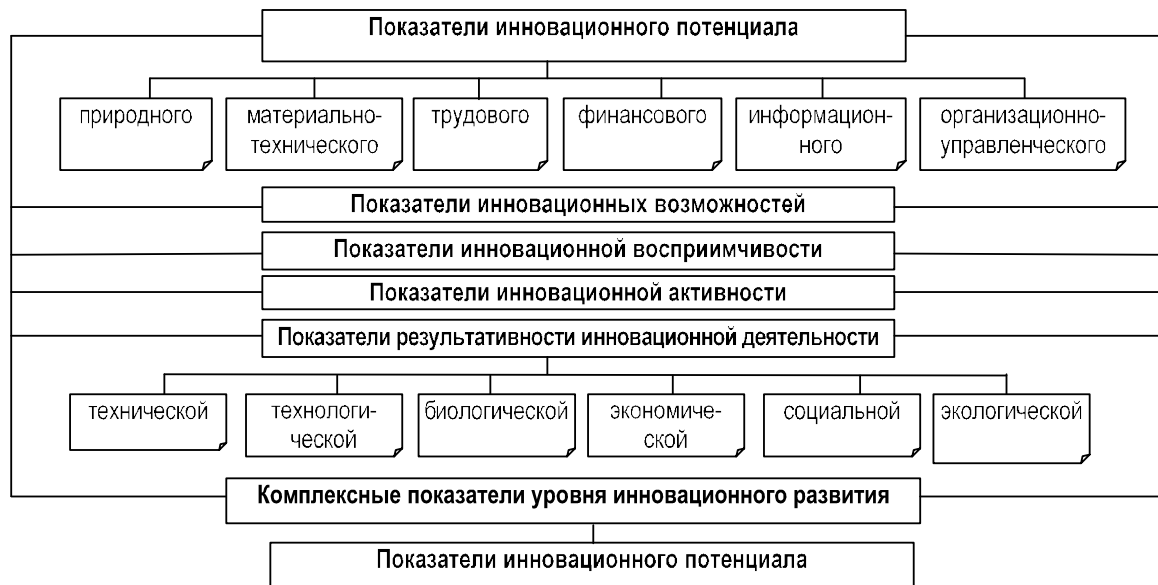 Показатели инновационного потенциала
природного
материально-
технического
трудового
финансового
информацион-
ного
организационно-
управленческого
Показатели инновационных возможностей
Показатели инновационной восприимчивости
Показатели инновационной активности
Показатели результативности инновационной деятельности
технической
технологи-
ческой
биологической
экономиче-
ской
социальной
экологической
Комплексные показатели уровня инновационного развития
Показатели инновационного потенциала